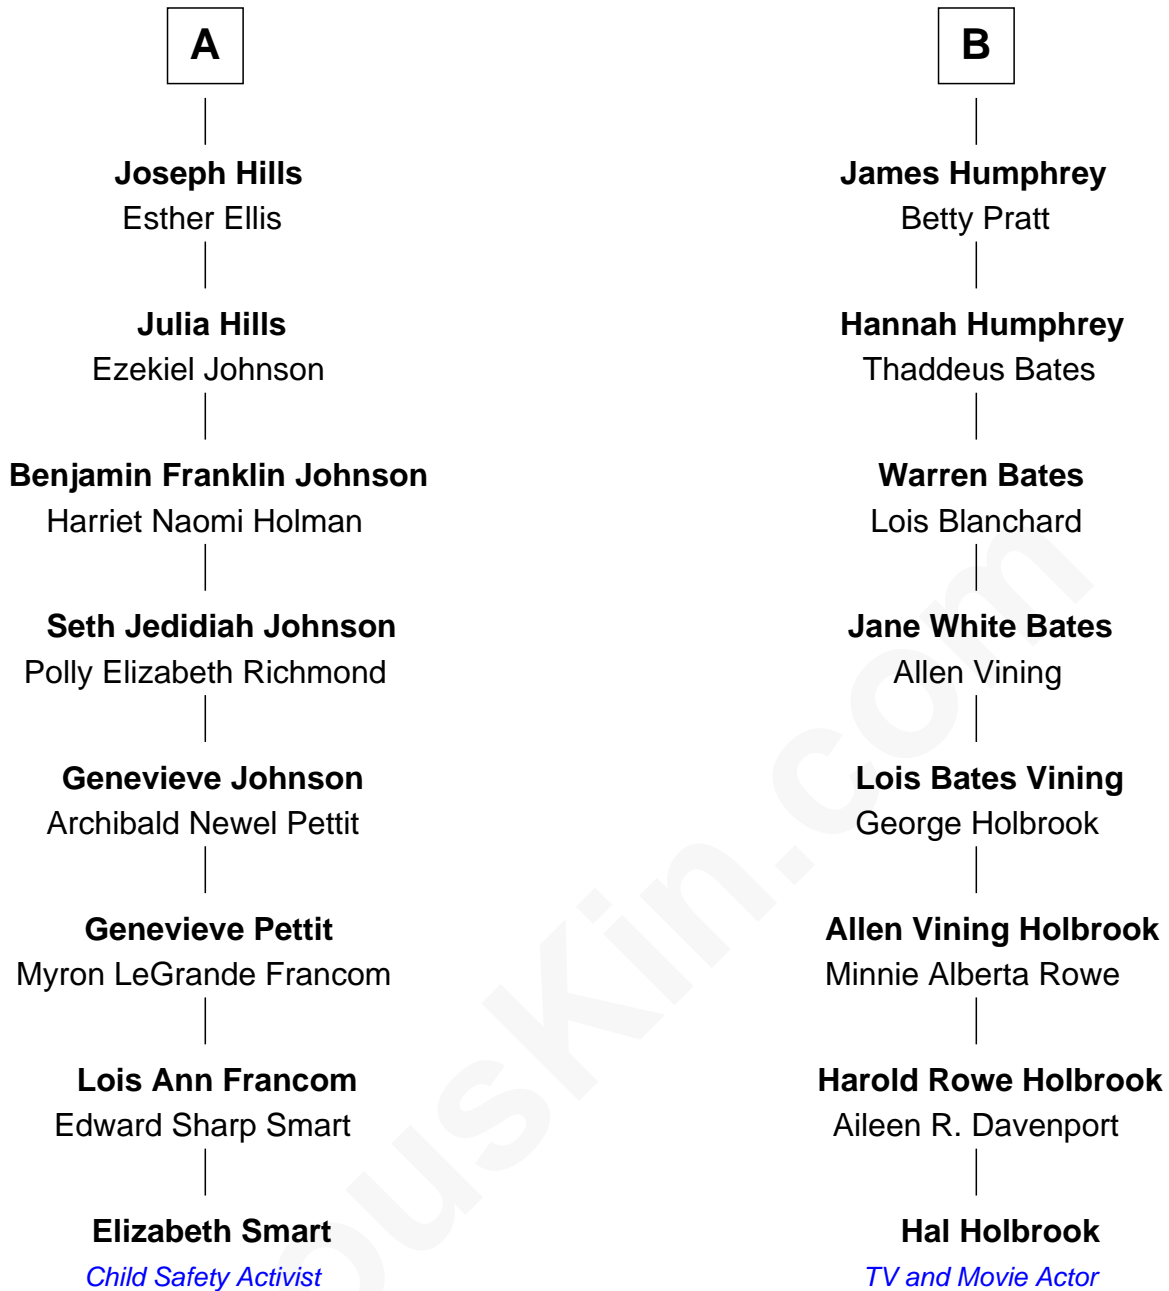 A
Joseph Hills
Esther Ellis
Julia Hills
Ezekiel Johnson
Benjamin Franklin Johnson
Harriet Naomi Holman
Seth Jedidiah Johnson
Polly Elizabeth Richmond
Genevieve Johnson
Archibald Newel Pettit
Genevieve Pettit
Myron LeGrande Francom
Lois Ann Francom
Edward Sharp Smart
Elizabeth Smart
Child Safety Activist
B
James Humphrey
Betty Pratt
Hannah Humphrey
Thaddeus Bates
Warren Bates
Lois Blanchard
Jane White Bates
Allen Vining
Lois Bates Vining
George Holbrook
Allen Vining Holbrook
Minnie Alberta Rowe
Harold Rowe Holbrook
Aileen R. Davenport
Hal Holbrook
TV and Movie Actor
ousKin.com